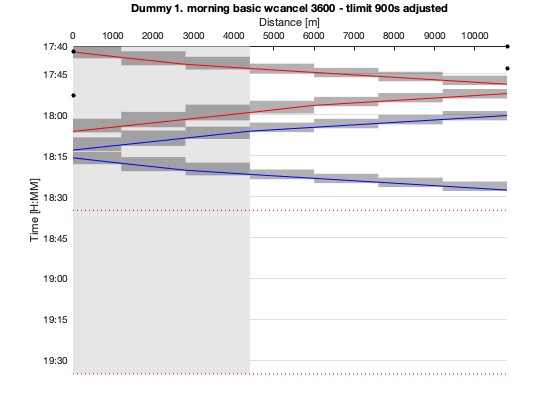 Dummy 1. morning basic wcancel 3600 - tlimit 900s adjusted
Distance [m]
0 1000 2000 3000 4000 5000 6000 7000 8000 9000 10000
17:40
17:45
18:00
18:15
18:30
18:45
19:00
19:15
19:30
Time [H:MM]